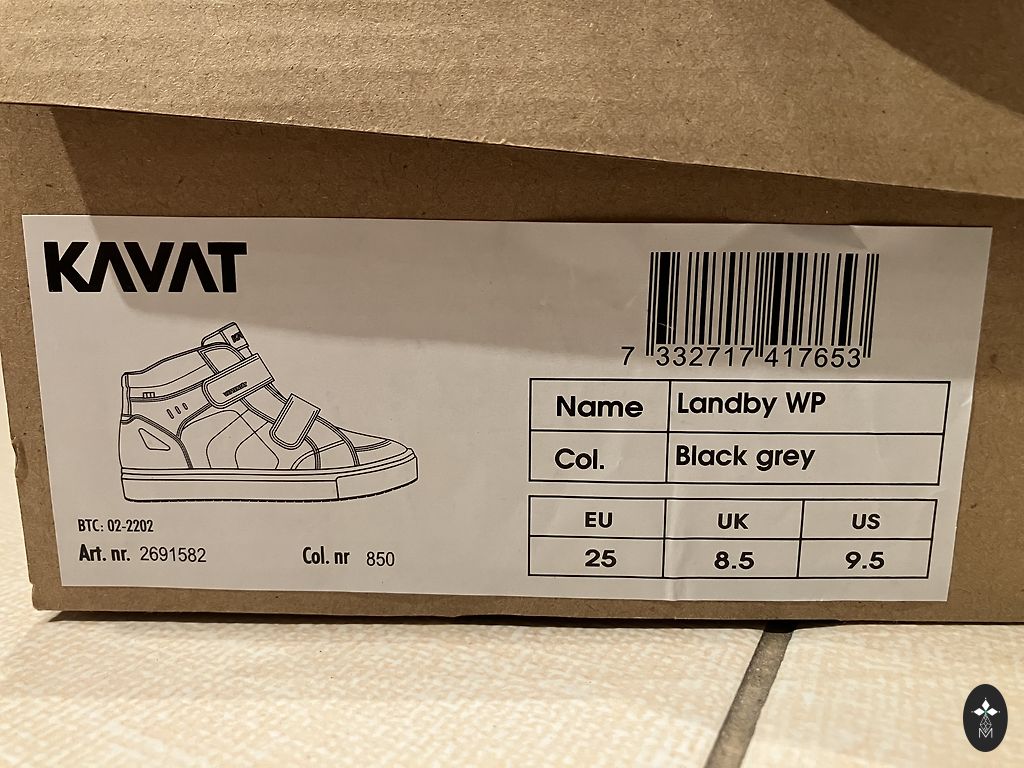 KAVAT
7 332717 417653
Name Landby WP
Col. Black grey
EU UK US
25 8.5 9.5
BTC: 02-2202
Art. nr. 2691582 Col. nr 850
M